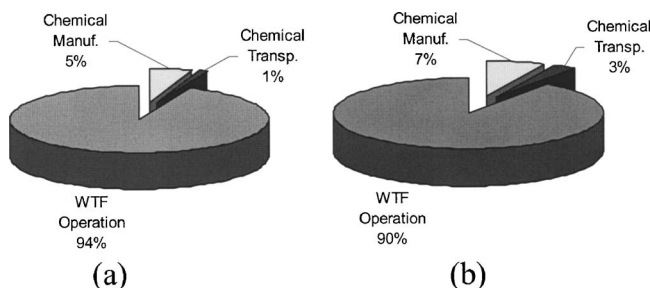 Chemical
Manuf.
5%
Chemical
Transp.
1%
WTF
Operation
94%
(a)
Chemical
Manuf.
7%
Chemical
Transp.
3%
WTF
Operation
90%
(b)